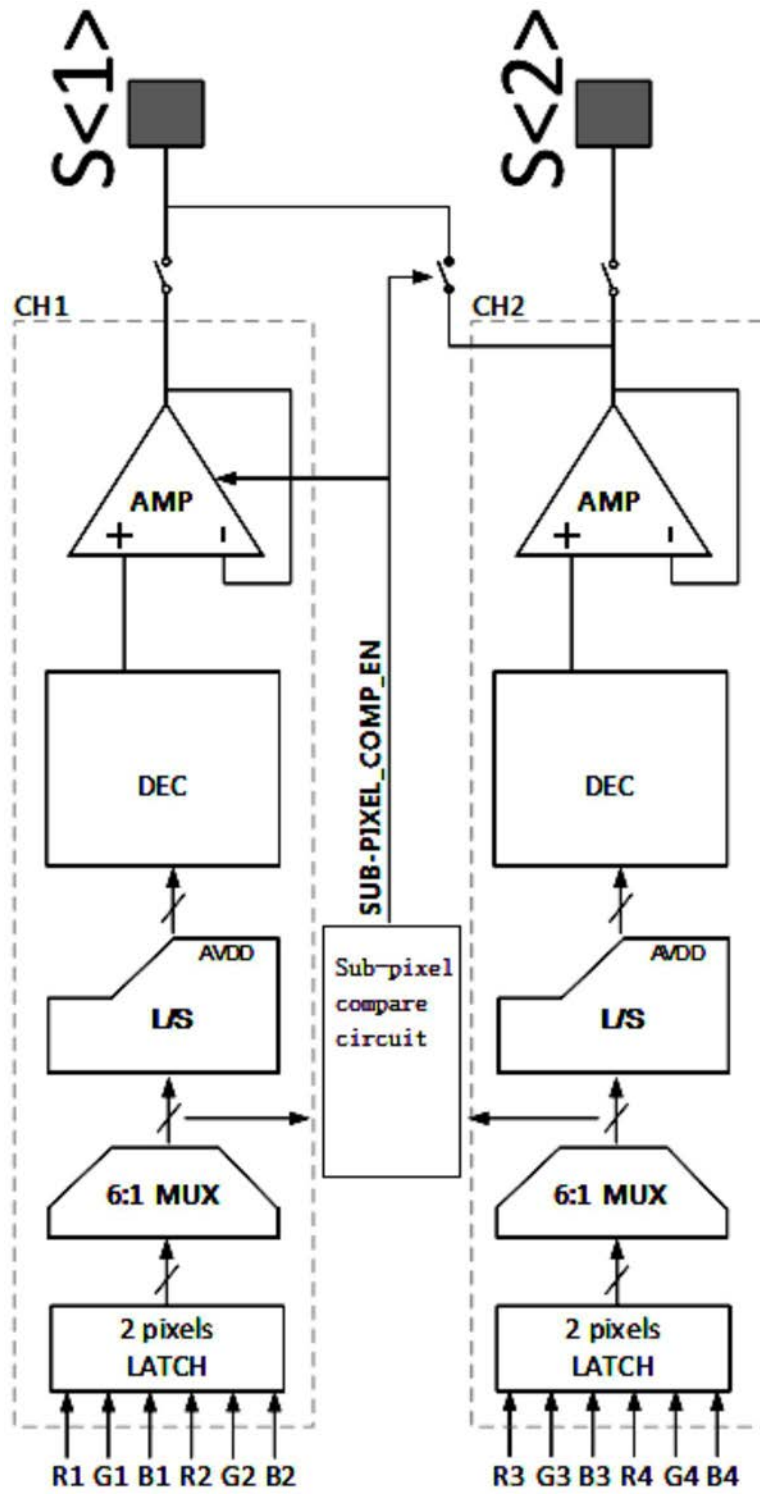 S<1>
S<2>
CH1
CH2
AMP
+
-
AMP
+
-
SUB-PIXEL_COMP_EN
DEC
DEC
AVDD
L/S
Sub-pixel
compare
circuit
AVDD
L/S
6:1 MUX
6:1 MUX
2 pixels
LATCH
2 pixels
LATCH
R1 G1 B1 R2 G2 B2
R3 G3 B3 R4 G4 B4